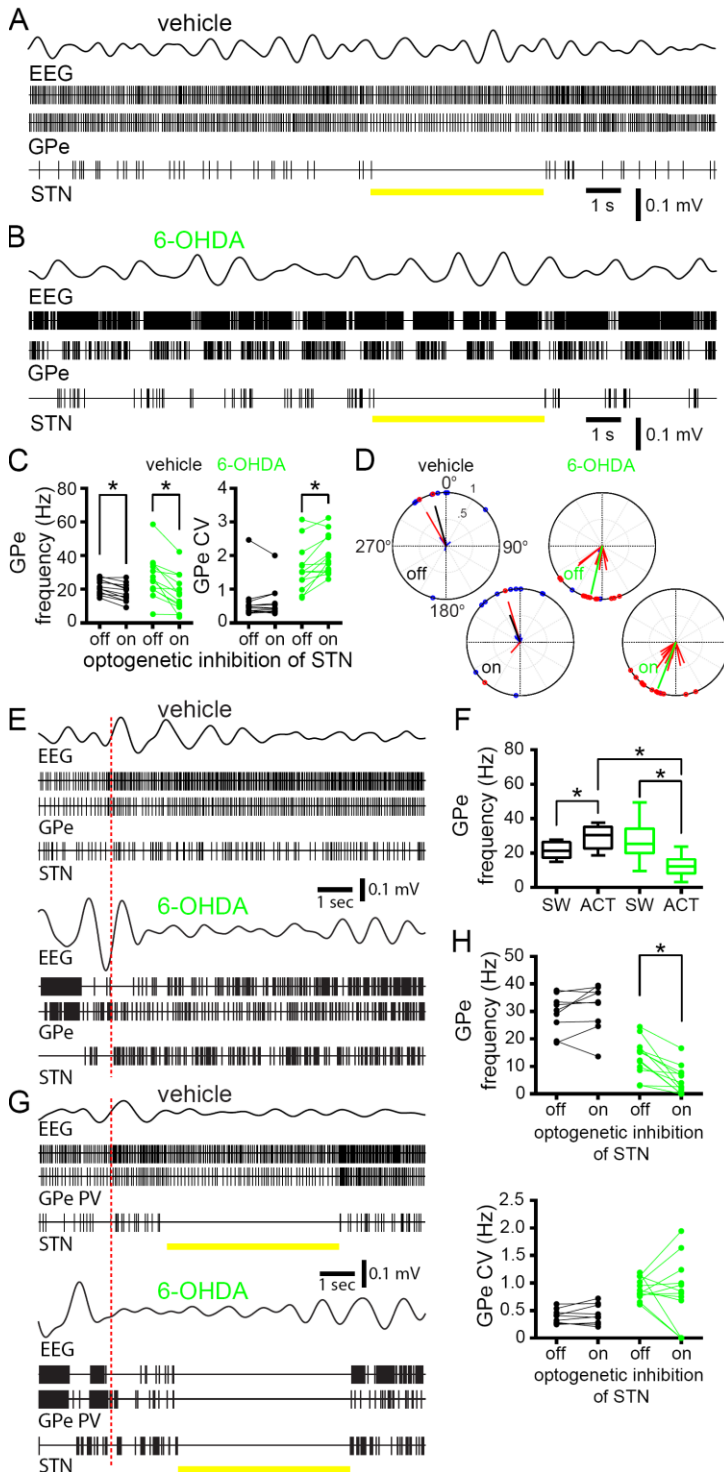 A
vehicle
EEG
GPe
STN
1 s
0.1 mV
B
6-OHDA
EEG
GPe
STN
1 s
0.1 mV
C
vehicle 6-OHDA
GPe
frequency (Hz)
80
60
40
20
0
*
*
off on off on
GPe CV
4
3
2
1
0
*
off on off on
optogenetic inhibition of STN
D
vehicle
0°
1
.5
270°
90°
180°
off
6-OHDA
off
on
on
E
vehicle
EEG
GPe
STN
1 sec
0.1 mV
6-OHDA
EEG
GPe
STN
F
GPe
frequency (Hz)
80
60
40
20
0
*
*
*
SW ACT SW ACT
G
vehicle
EEG
GPe PV
STN
1 sec
0.1 mV
6-OHDA
EEG
GPe PV
STN
H
GPe
frequency (Hz)
50
40
30
20
10
0
*
off on off on
optogenetic inhibition
of STN
GPe CV (Hz)
2.5
2.0
1.5
1.0
0.5
0
off on off on
optogenetic inhibition
of STN